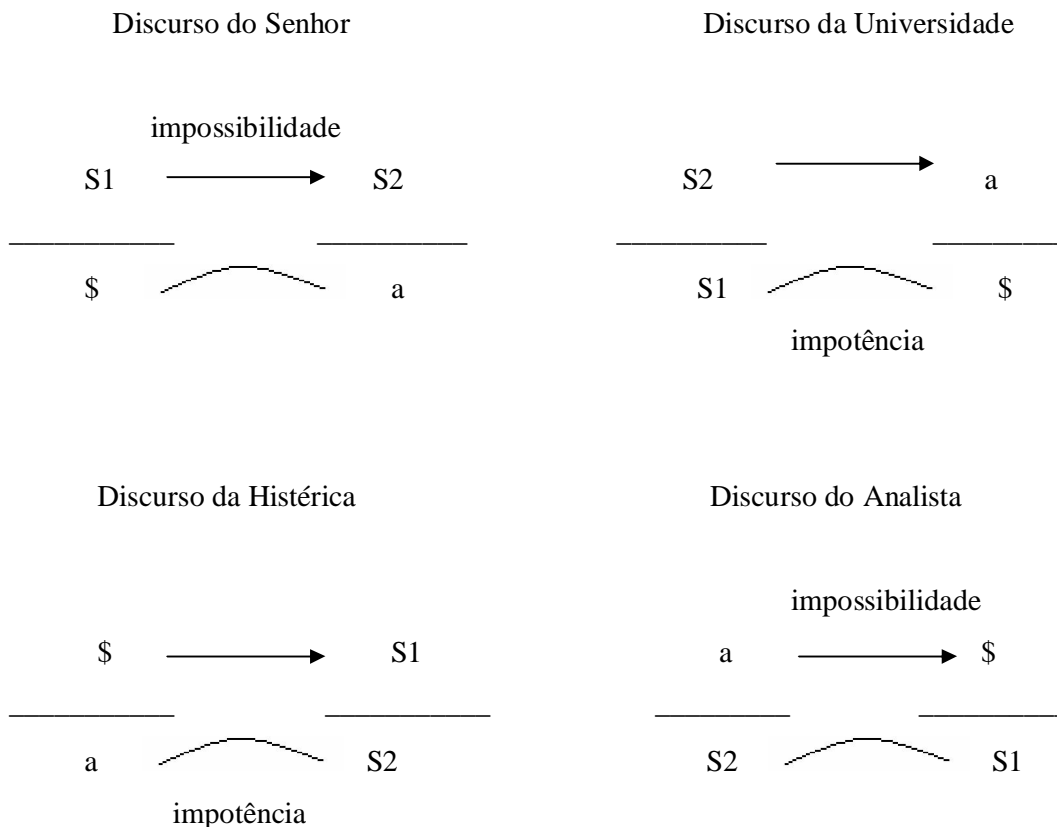 Discurso do Senhor
Discurso da Universidade
impossibilidade
S1 S2
$ a
S2 a
S1 $
impotência
Discurso da Histérica
Discurso do Analista
$ S1
a S2
impotência
impossibilidade
a $
S2 S1